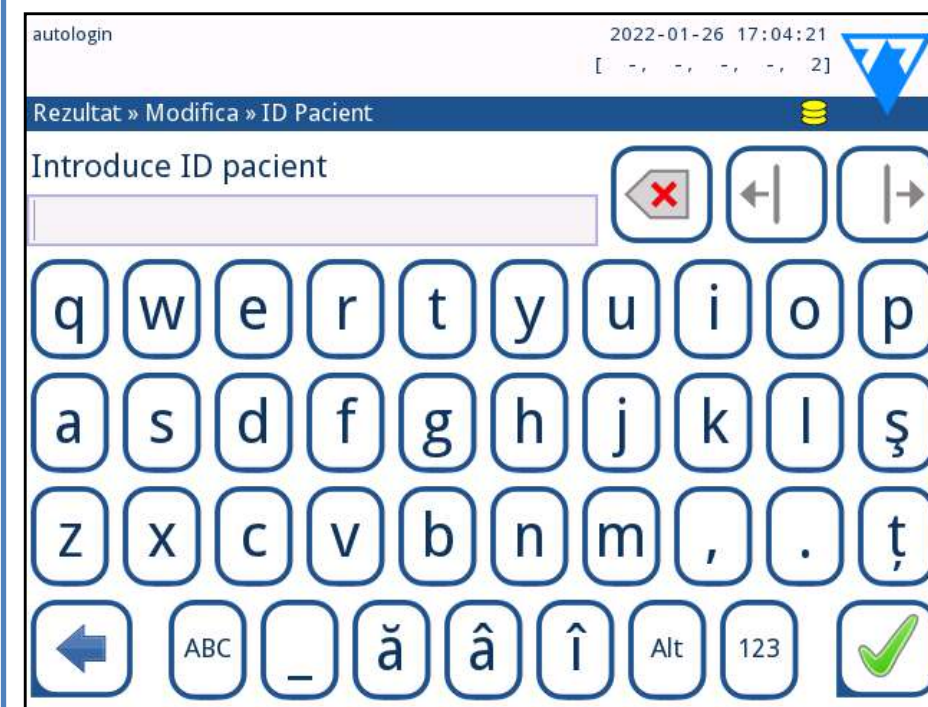 autologin
2022-01-26 17:04:21
[ -, -, -, -, 2]
Rezultat » Modifica » ID Pacient
Introduce ID pacient
q w e r t y u i o p
a s d f g h j k l ş
z x c v b n m , . ț
ABC _ ă â î Alt 123